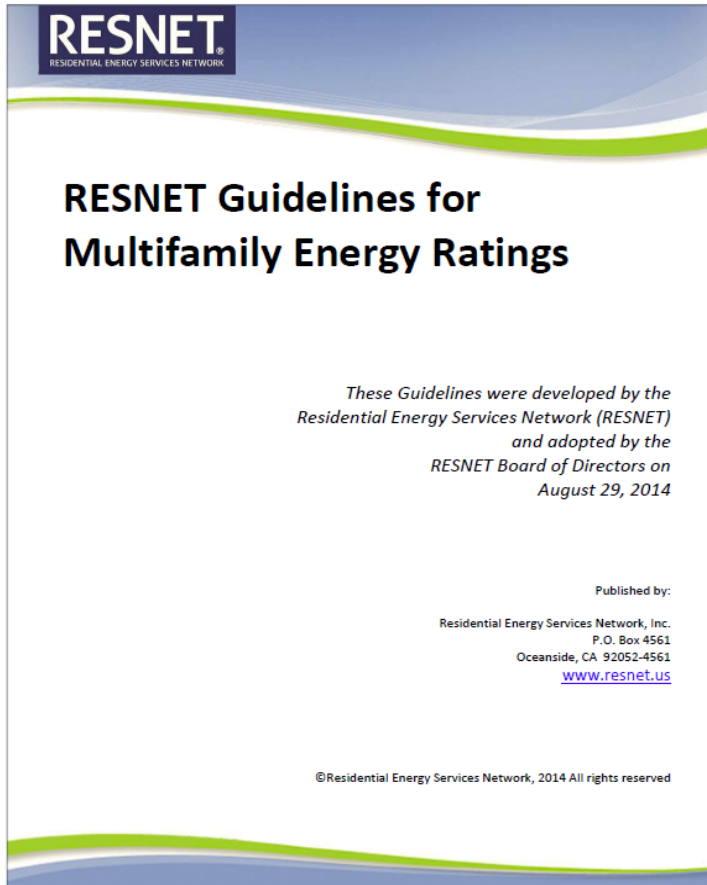 RESNET®
RESIDENTIAL ENERGY SERVICES NETWORK
RESNET Guidelines for
Multifamily Energy Ratings
These Guidelines were developed by the
Residential Energy Services Network (RESNET)
and adopted by the
RESNET Board of Directors on
August 29, 2014
Published by:
Residential Energy Services Network, Inc.
P.O. Box 4561
Oceanside, CA  92052-4561
www.resnet.us
©Residential Energy Services Network, 2014 All rights reserved